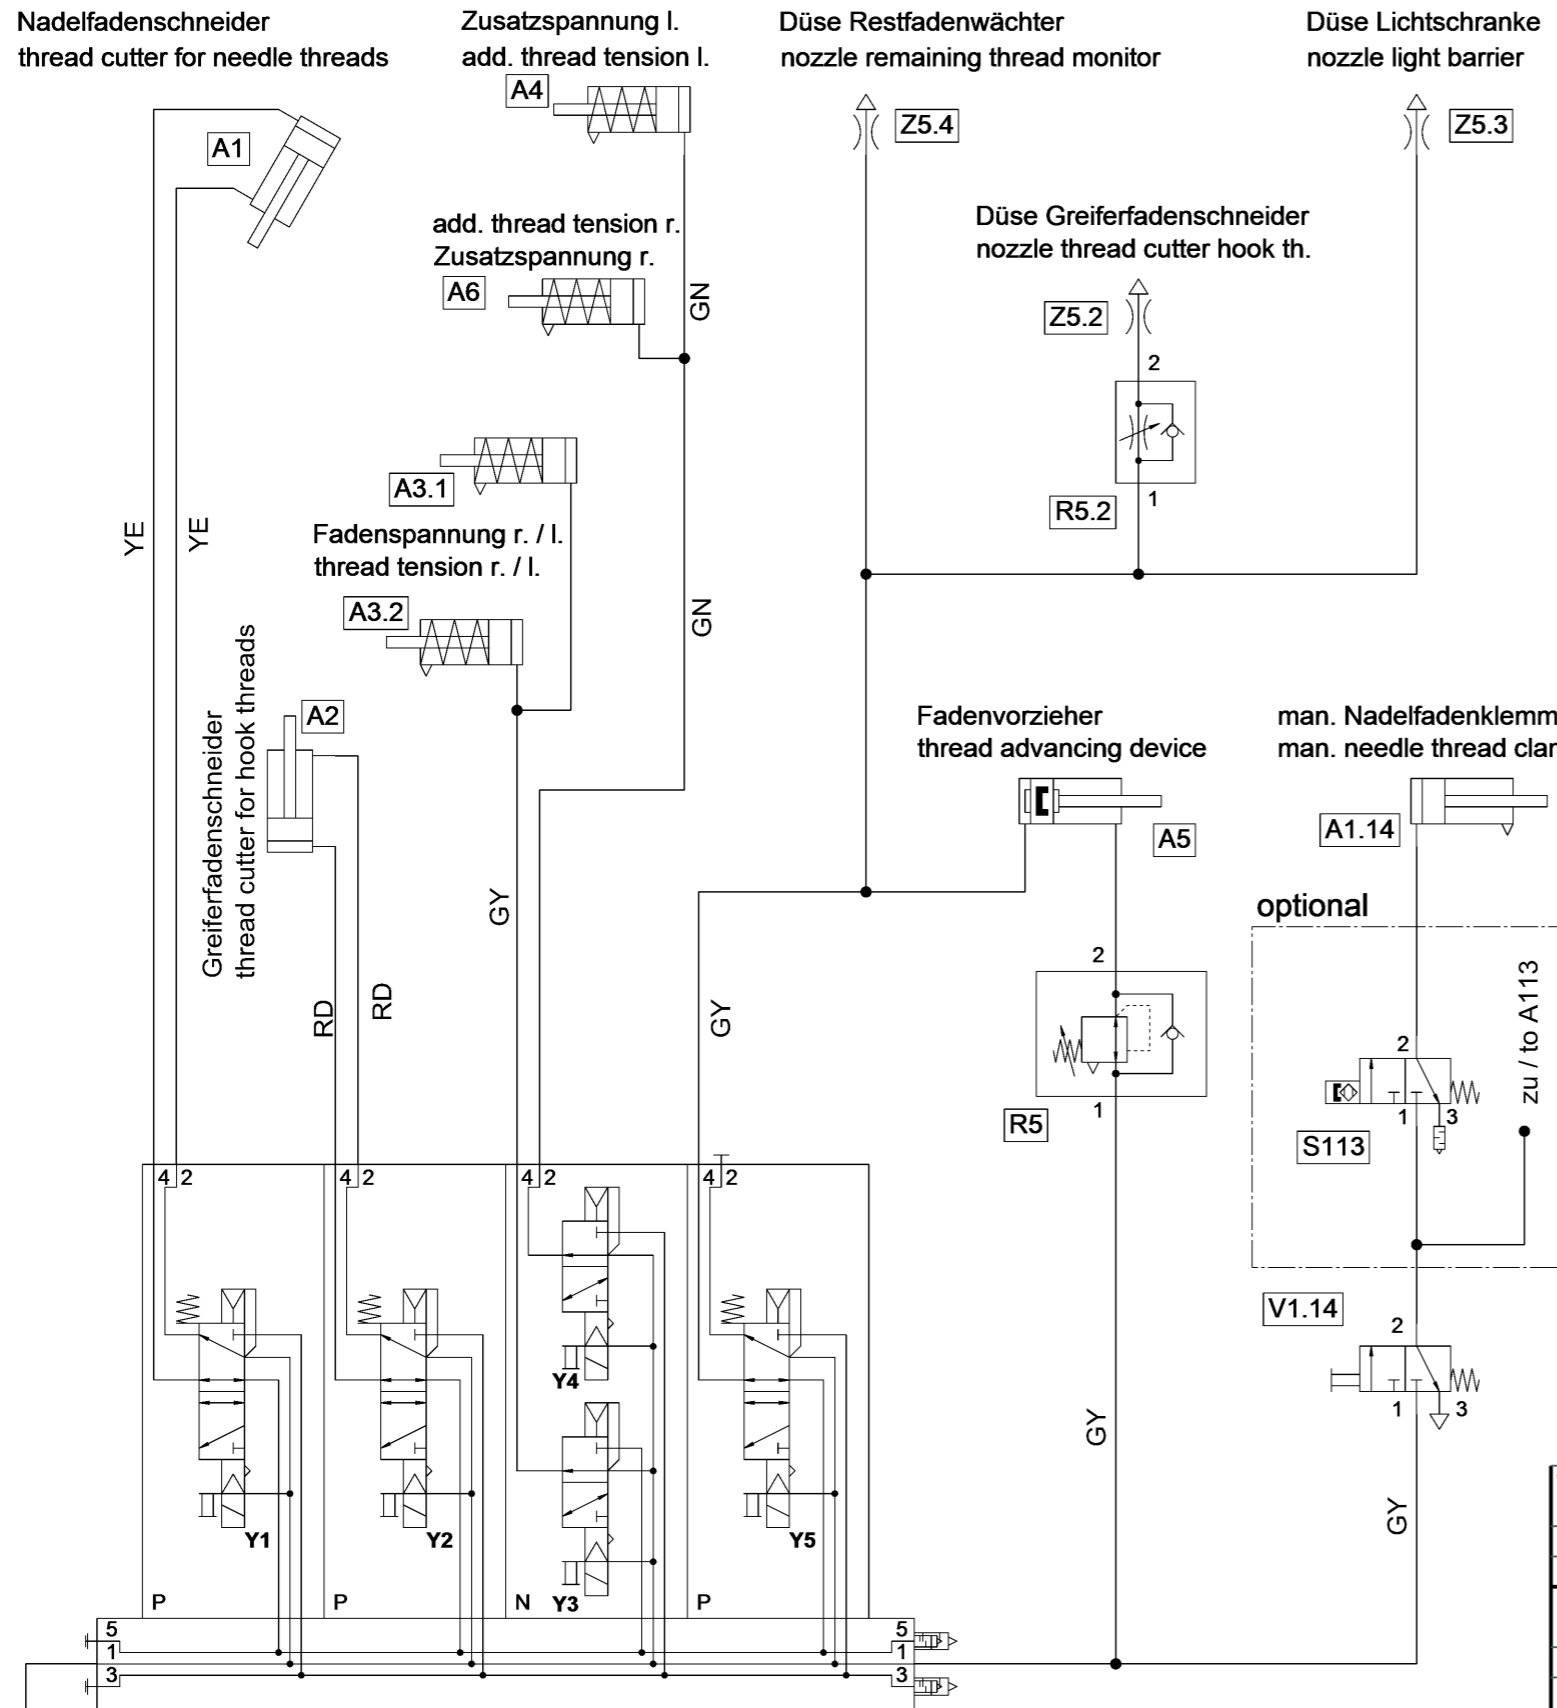 Nadelfadenschneider
thread cutter for needle threads
Zusatzspannung l.
add. thread tension l.
Düse Restfadenwächter
nozzle remaining thread monitor
Düse Lichtschranke
nozzle light barrier
A1
A4
Z5.4
Z5.3
add. thread tension r.
Zusatzspannung r.
A6
GN
Düse Greiferfadenschneider
nozzle thread cutter hook th.
Z5.2
2
R5.2
1
A3.1
YE
YE
Fadenspannung r. / l.
thread tension r. / l.
A3.2
GN
Greiferfadenschneider
thread cutter for hook threads
A2
RD
RD
GY
GY
Fadenvorzieher
thread advancing device
A5
man. Nadelfadenklemm
man. needle thread clar
A1.14
optional
2
R5
1
zu / to A113
2
1
3
S113
V1.14
2
1
3
GY
GY
4 2
4 2
4 2
4 2
Y1
Y2
Y4
Y3
Y5
P
P
N
P
5
1
3
5
1
3